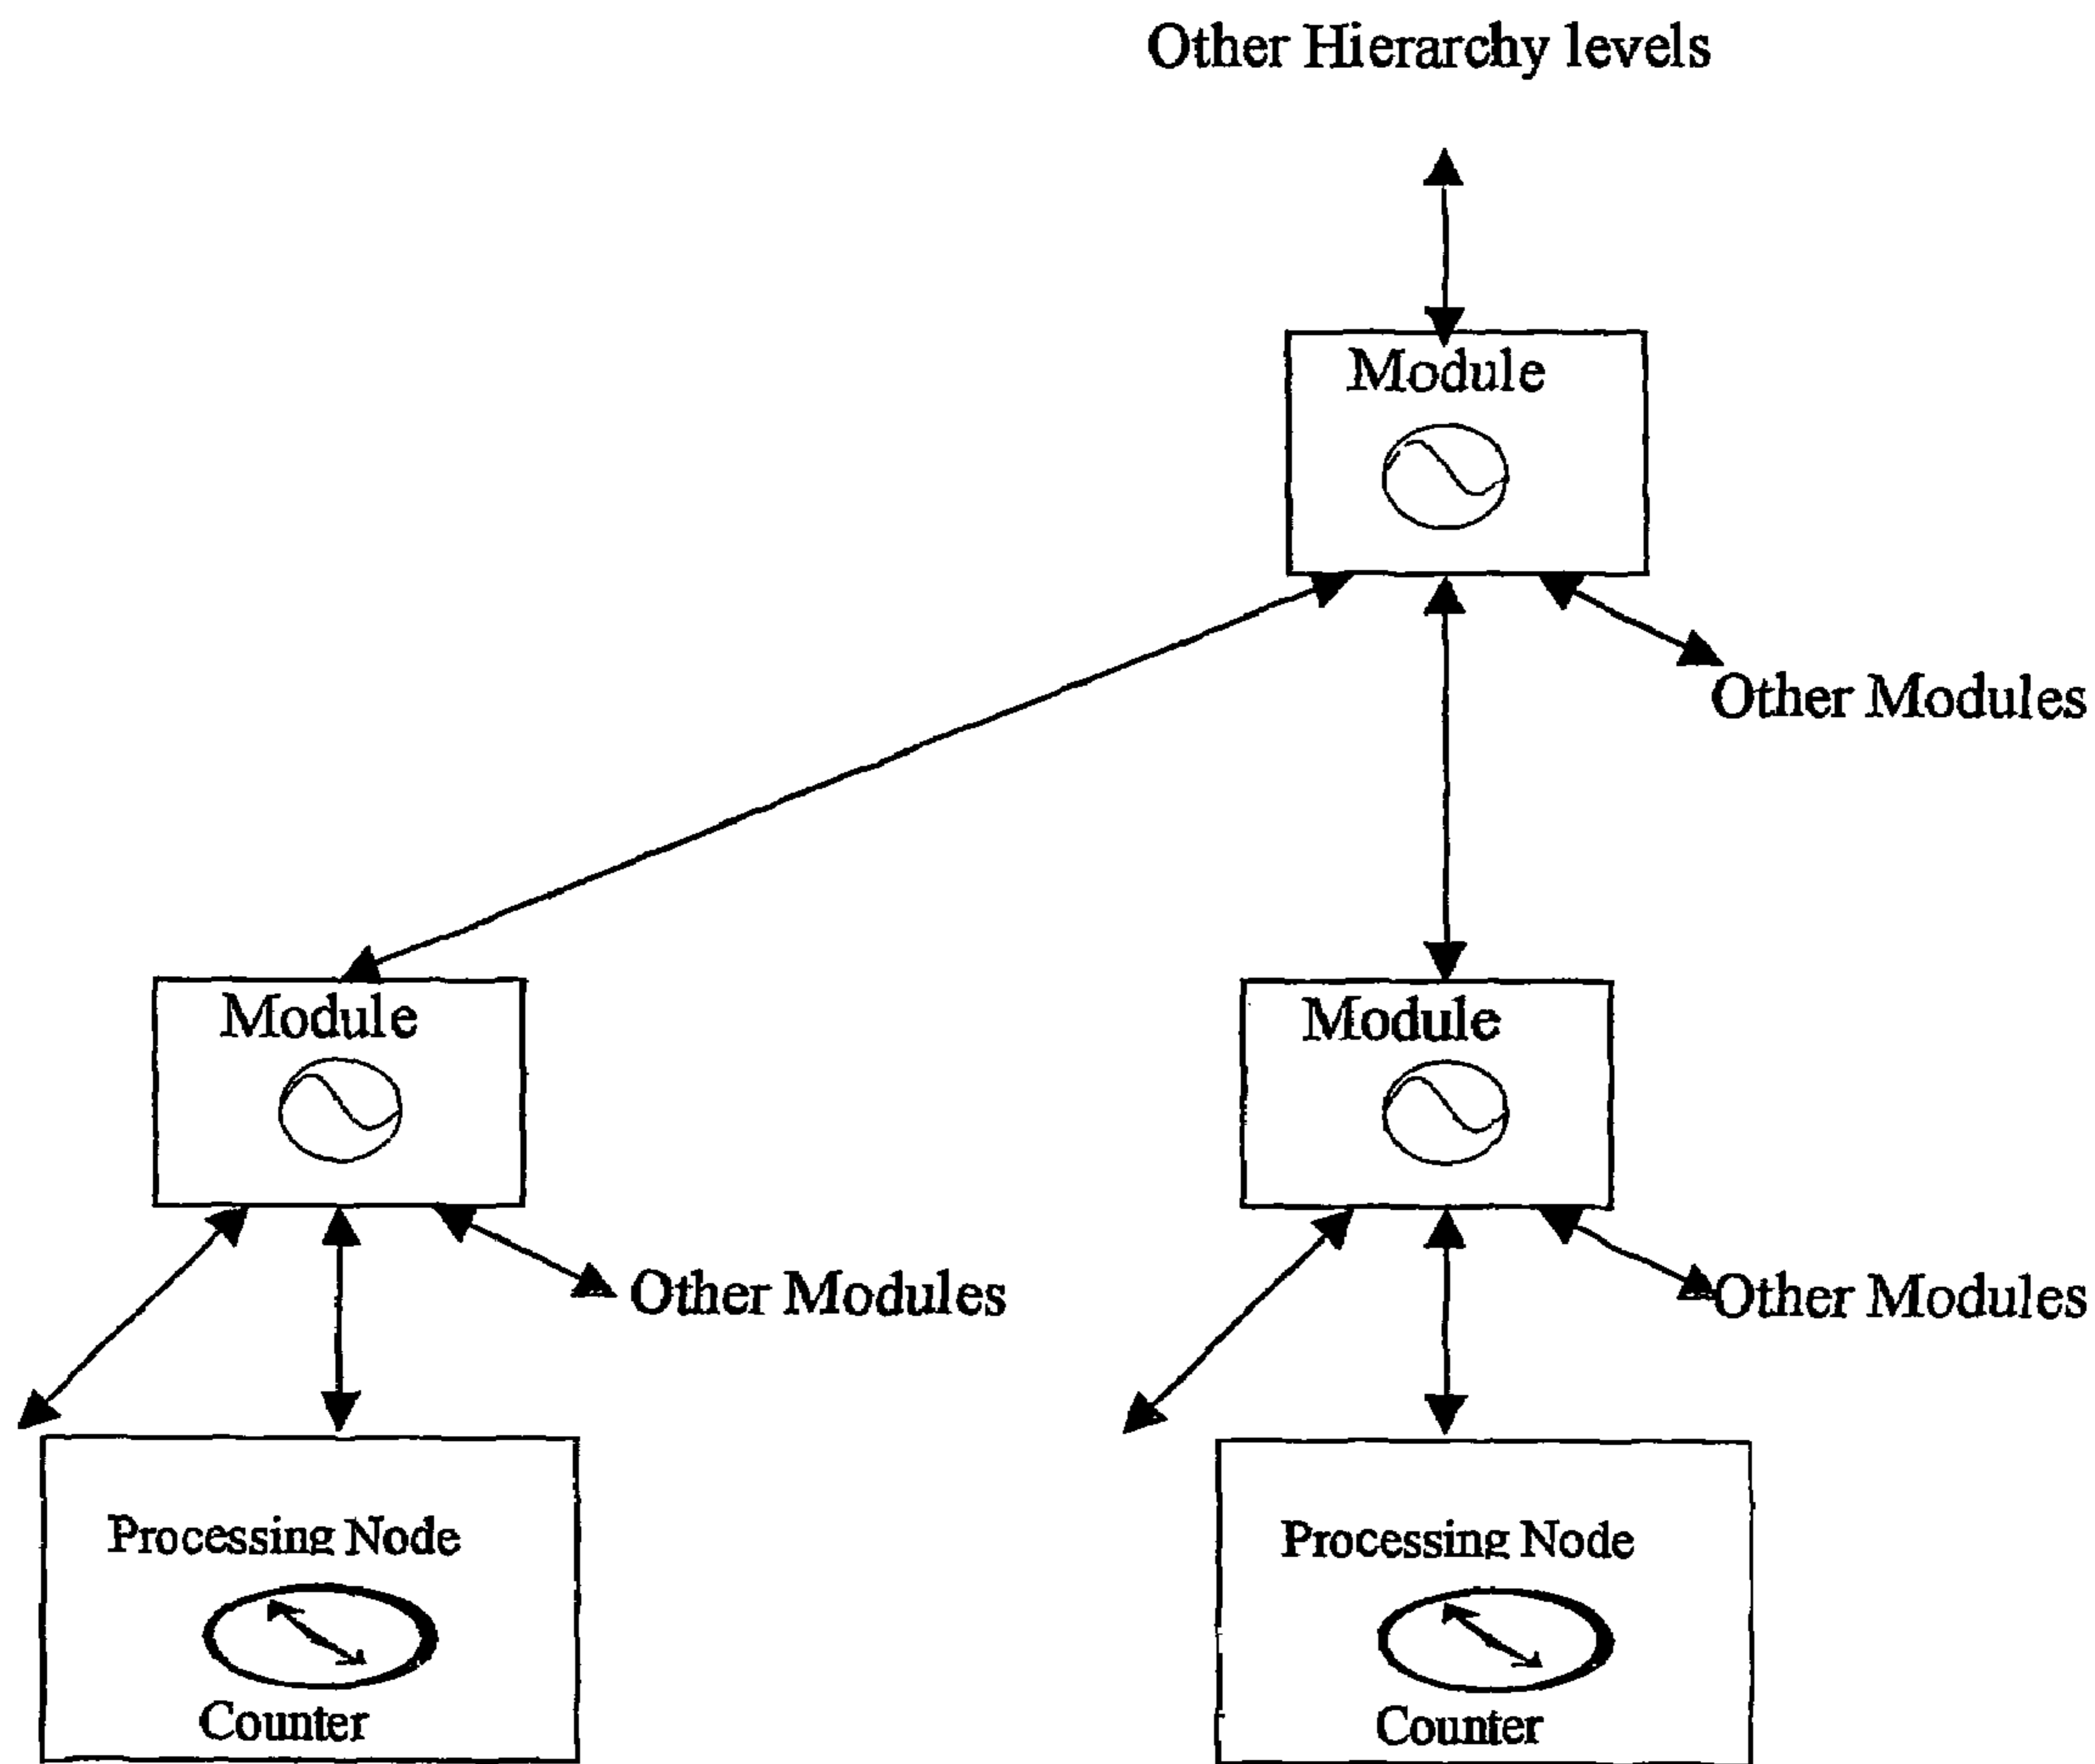 Other Hierarchy levels
Module
Other Modules
Module
Module
Other Modules
Other Modules
Processing Node
Counter
Processing Node
Counter